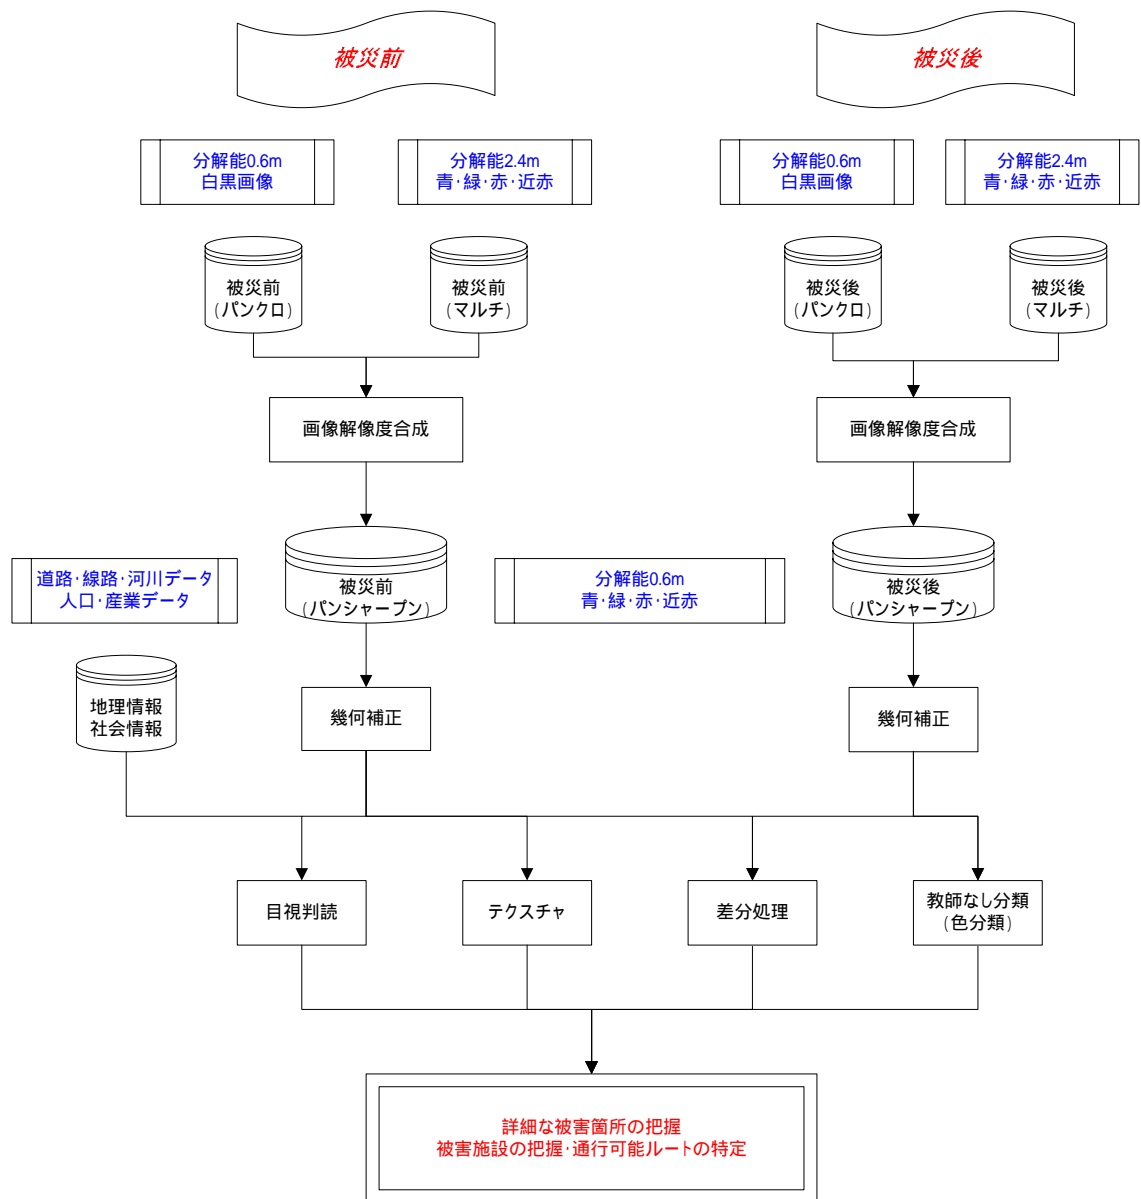 被災前
被災後
分解能0.6m
白黒画像
分解能2.4m
青・緑・赤・近赤
分解能0.6m
白黒画像
分解能2.4m
青・緑・赤・近赤
被災前
(パンクロ)
被災前
(マルチ)
被災後
(パンクロ)
被災後
(マルチ)
画像解像度合成
画像解像度合成
道路・線路・河川データ
人口・産業データ
被災前
(パンシャープン)
分解能0.6m
青・緑・赤・近赤
被災後
(パンシャープン)
地理情報
社会情報
幾何補正
幾何補正
目視判読
テクスチャ
差分処理
教師なし分類
(色分類)
詳細な被害箇所の把握
被害施設の把握・通行可能ルートの特定